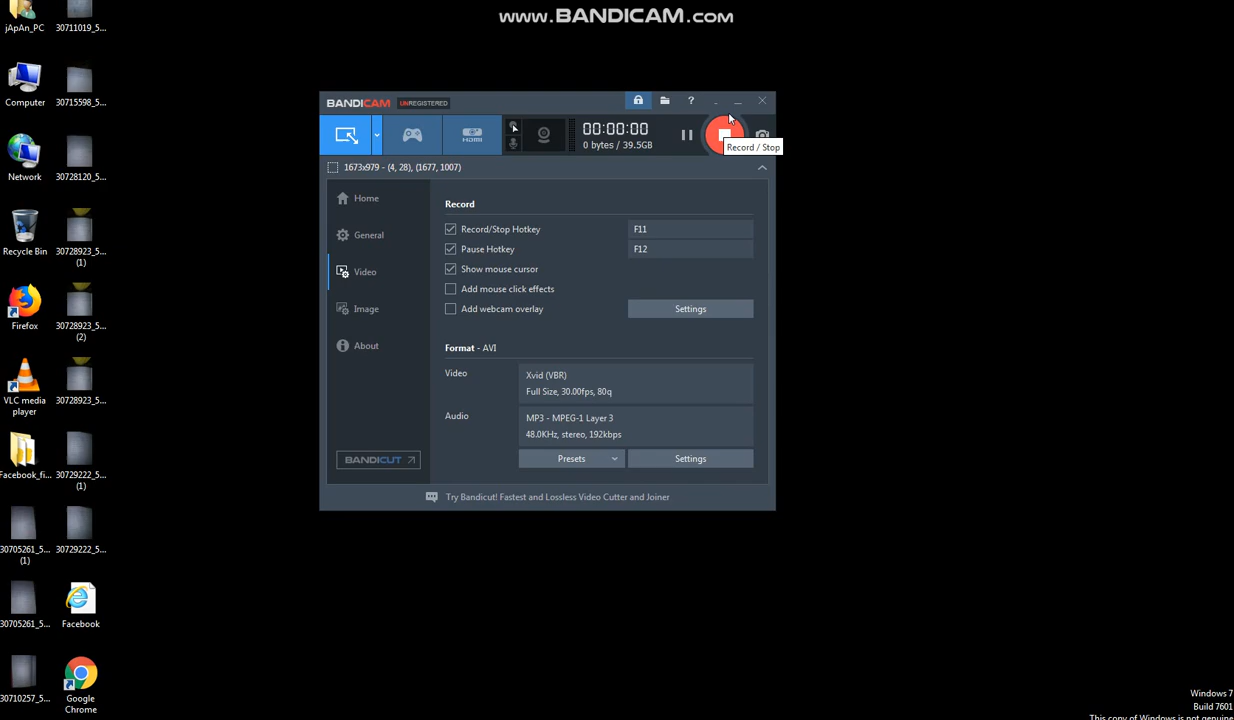 www.BANDICAM.com
jApAn_PC
30711019_5...
Computer
30715598_5...
Network
30728120_5...
Recycle Bin
30728923_5...
(1)
Firefox
30728923_5...
(2)
VLC media
player
30728923_5...
Facebook_fi...
30729222_5...
(1)
30705261_5...
(1)
30729222_5...
30705261_5...
Facebook
30710257_5...
Google
Chrome
BANDICAM UNREGISTERED
?
HDMI
00:00:00
0 bytes / 39.5GB
Record / Stop
1673x979 - (4, 28), (1677, 1007)
Home
General
Video
Image
About
BANDICUT
Record
Record/Stop Hotkey
F11
Pause Hotkey
F12
Show mouse cursor
Add mouse click effects
Add webcam overlay
Settings
Format - AVI
Video
Xvid (VBR)
Full Size, 30.00fps, 80q
Audio
MP3 - MPEG-1 Layer 3
48.0KHz, stereo, 192kbps
Presets
Settings
Try Bandicut! Fastest and Lossless Video Cutter and Joiner
Windows 7
Build 7601
This copy of Windows is not genuine